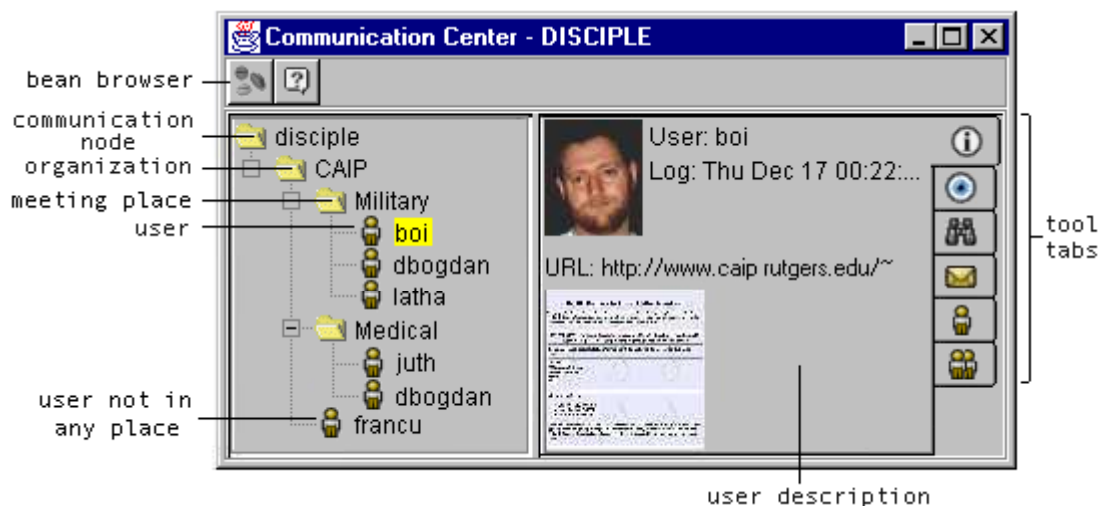 Communication Center - DISCIPLE
bean browser
communication
node
organization
meeting place
user
user not in
any place
disciple
CAIP
Military
boi
dbogdan
latha
Medical
juth
dbogdan
francu
User: boi
Log: Thu Dec 17 00:22:...
URL: http://www.caip rutgers.edu/~
tool
tabs
user description